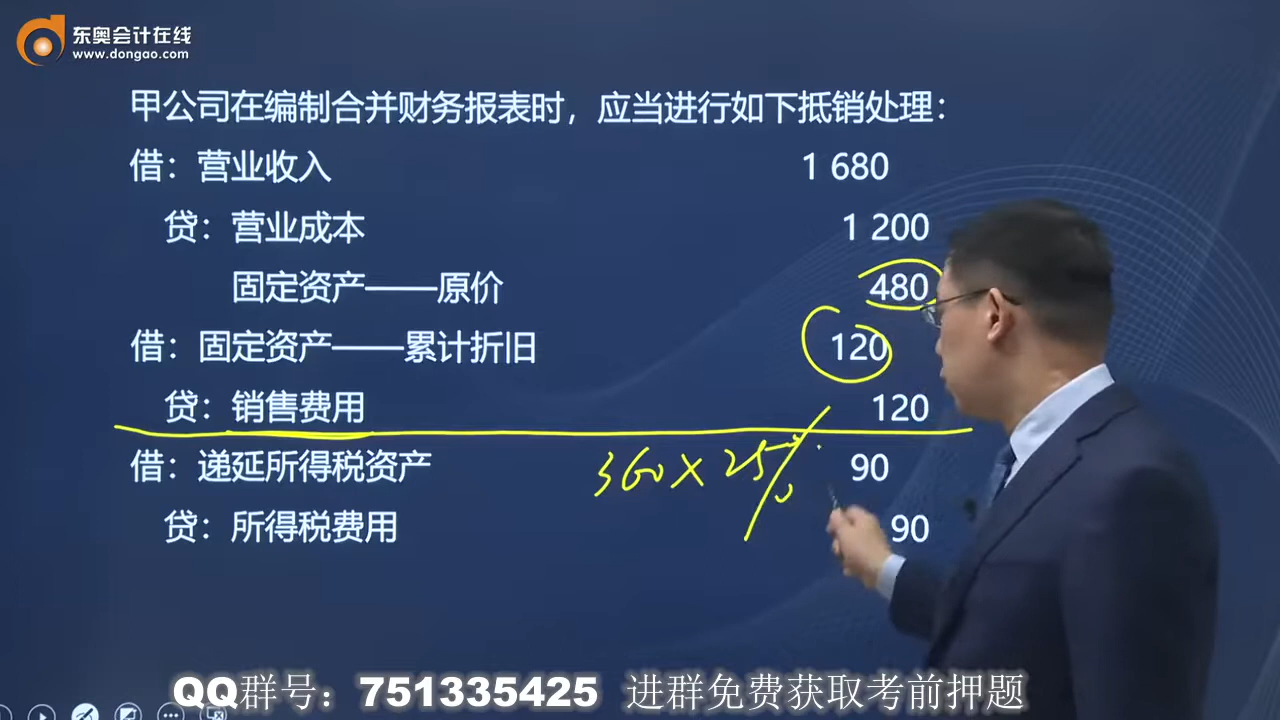 东奥会计在线
www.dongao.com
甲公司在编制合并财务报表时，应当进行如下抵销处理：
借：营业收入 1 680
贷：营业成本 1 200
固定资产——原价 480
借：固定资产——累计折旧 120
贷：销售费用 120
借：递延所得税资产 360×25% 90
贷：所得税费用 90
QQ群号：751335425 进群免费获取考前押题